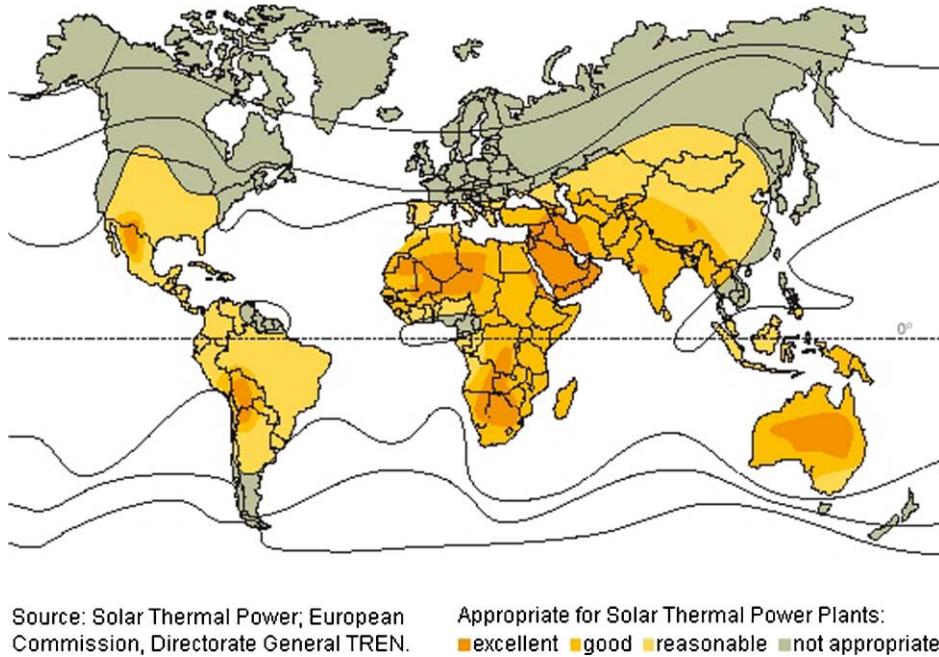 0°
Source: Solar Thermal Power; European
Commission, Directorate General TREN.
Appropriate for Solar Thermal Power Plants:
excellent good reasonable not appropriate